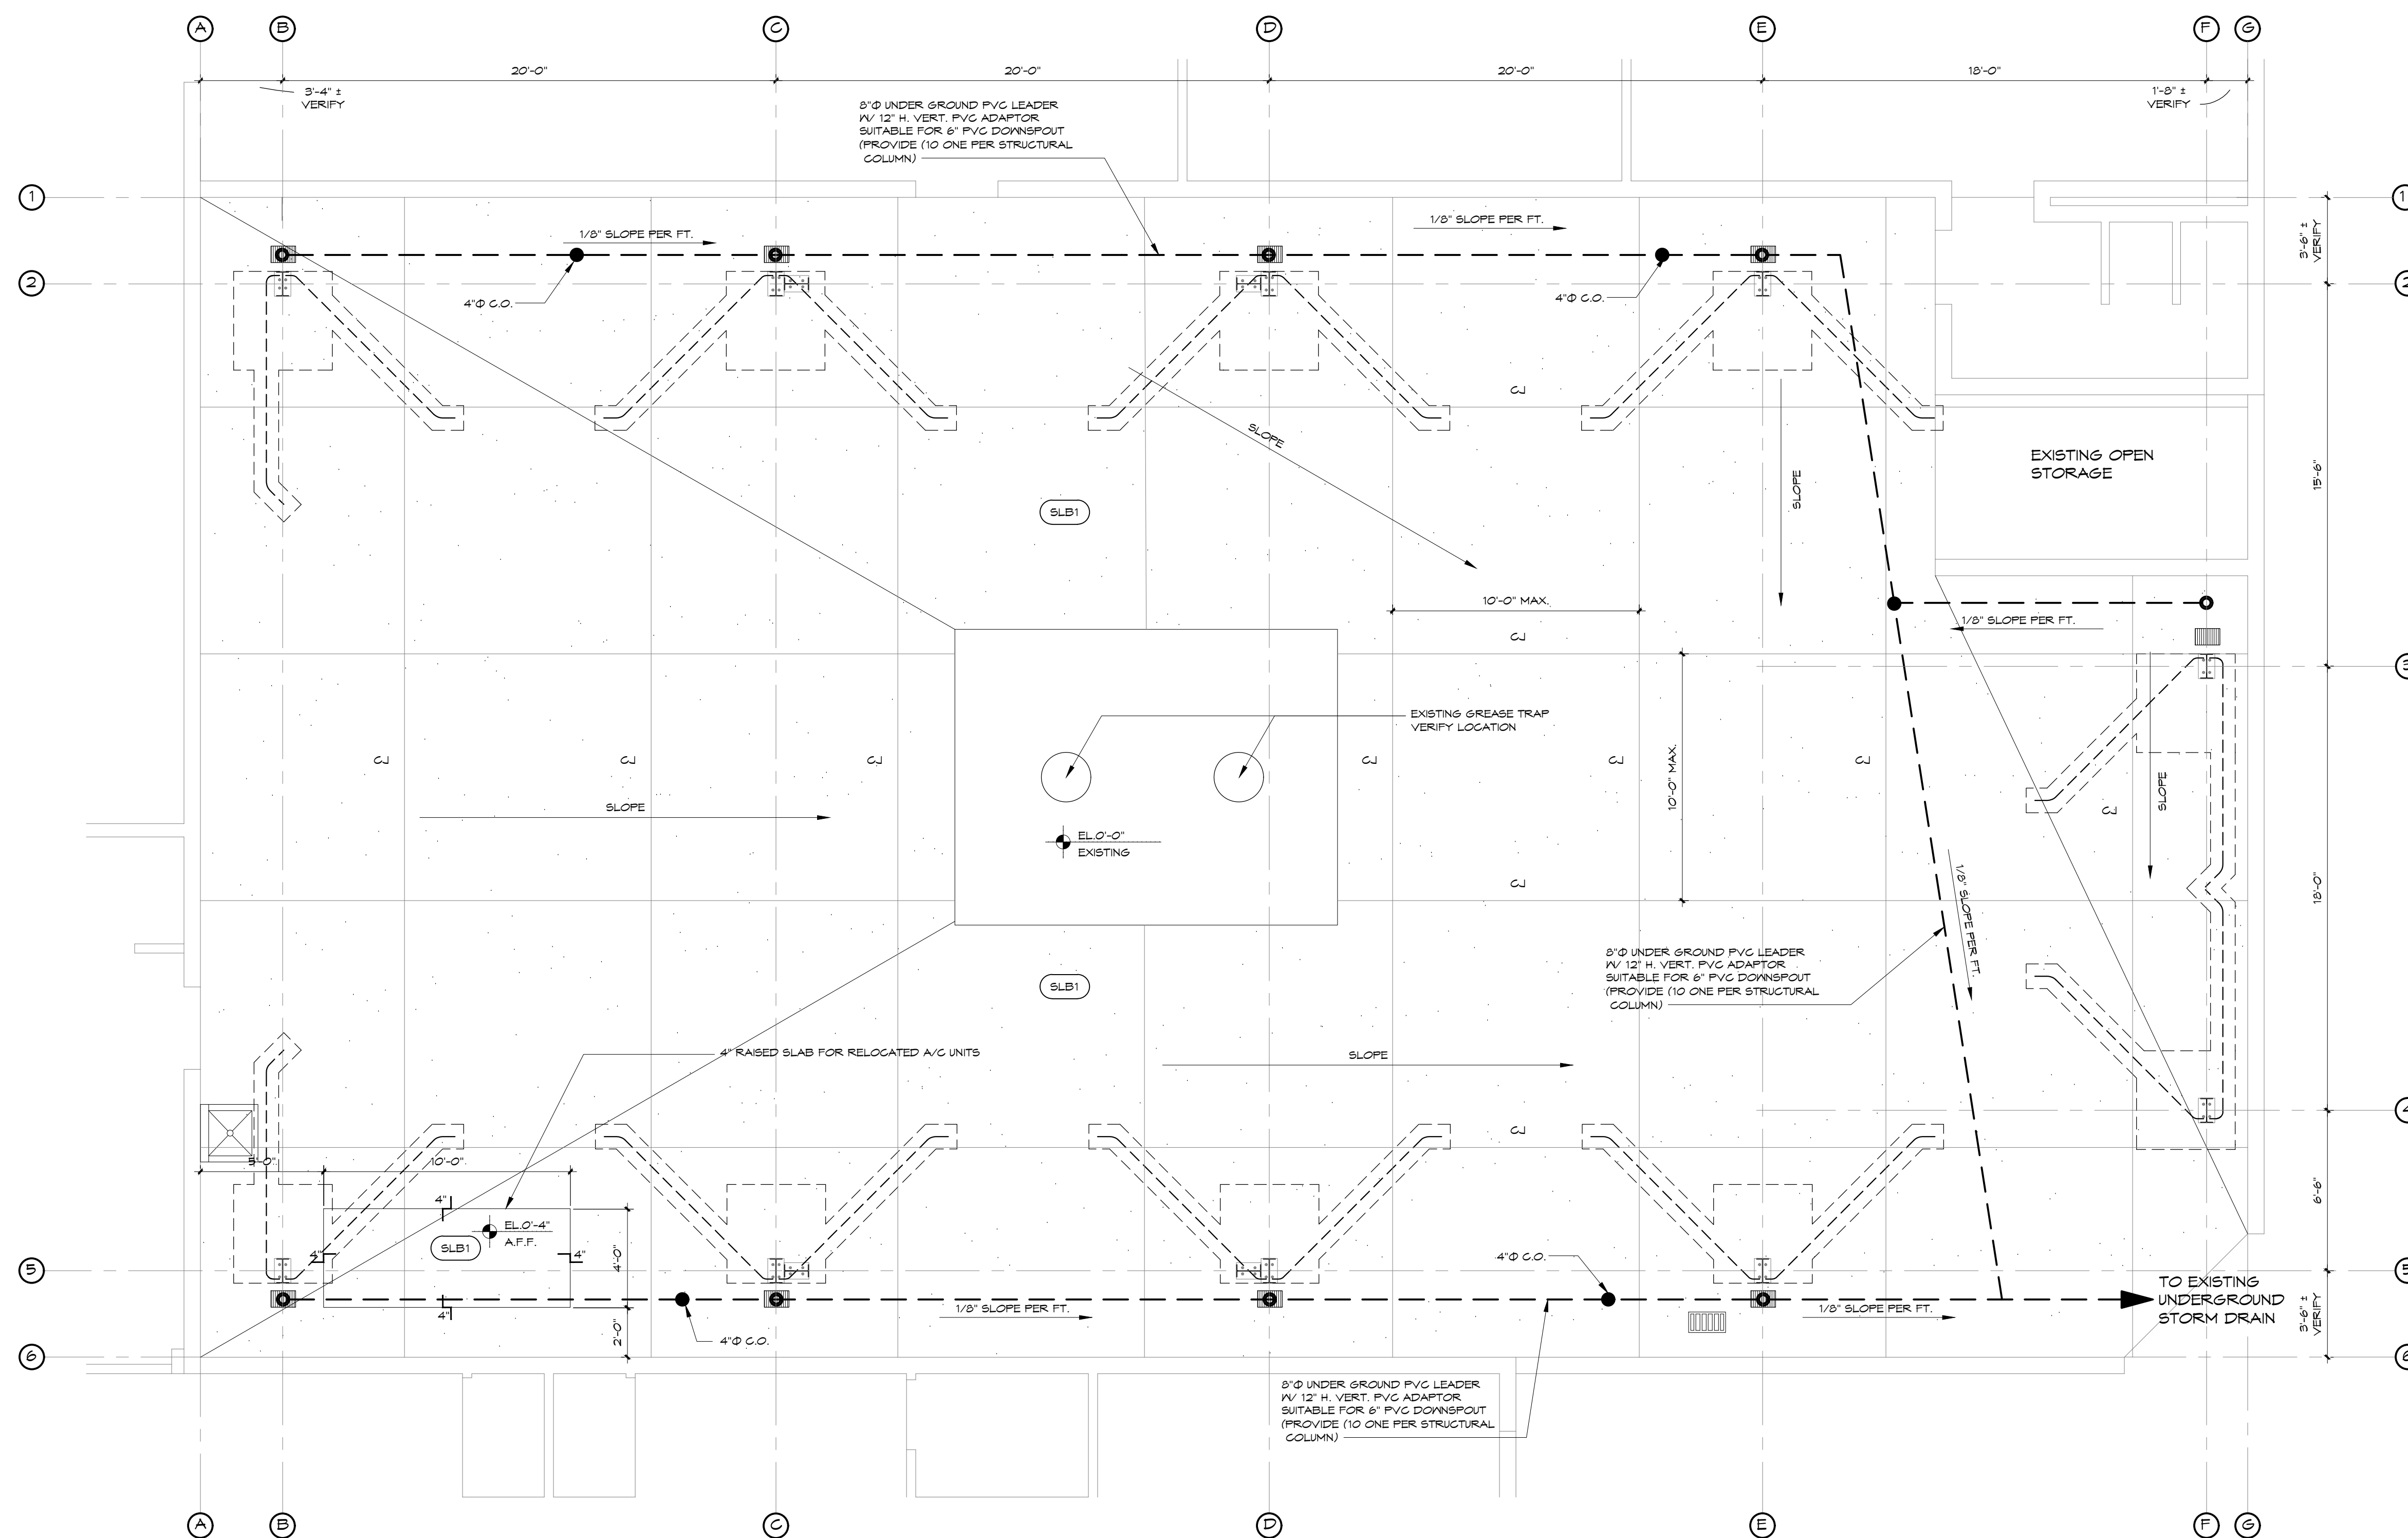 A
B
C
D
E
F
G
20'-0"
20'-0"
20'-0"
18'-0"
3'-4" ±
VERIFY
1'-8" ±
VERIFY
8"Φ UNDER GROUND PVC LEADER
W/ 12" H. VERT. PVC ADAPTOR
SUITABLE FOR 6" PVC DOWNSPOUT
(PROVIDE (10 ONE PER STRUCTURAL
COLUMN)
1
1
1/8" SLOPE PER FT.
1/8" SLOPE PER FT.
3'-6" ±
VERIFY
2
2
4"Φ C.O.
4"Φ C.O.
CJ
SLOPE
SLOPE
EXISTING OPEN
STORAGE
15'-6"
SLB1
10'-0" MAX.
1/8" SLOPE PER FT.
CJ
3
EXISTING GREASE TRAP
VERIFY LOCATION
CJ
CJ
CJ
CJ
CJ
CJ
10'-0" MAX.
SLOPE
CJ
SLOPE
EL.0'-0"
EXISTING
CJ
18'-0"
1/8" SLOPE PER FT.
8"Φ UNDER GROUND PVC LEADER
W/ 12" H. VERT. PVC ADAPTOR
SUITABLE FOR 6" PVC DOWNSPOUT
(PROVIDE (10 ONE PER STRUCTURAL
COLUMN)
SLB1
4" RAISED SLAB FOR RELOCATED A/C UNITS
SLOPE
4
CJ
5'-0"
10'-0"
6'-6"
4"
EL.0'-4"
A.F.F.
SLB1
4"
4"
4'-0"
4"Φ C.O.
5
5
TO EXISTING
UNDERGROUND
STORM DRAIN
4"
1/8" SLOPE PER FT.
1/8" SLOPE PER FT.
3'-6" ±
VERIFY
2'-0"
4"Φ C.O.
6
6
8"Φ UNDER GROUND PVC LEADER
W/ 12" H. VERT. PVC ADAPTOR
SUITABLE FOR 6" PVC DOWNSPOUT
(PROVIDE (10 ONE PER STRUCTURAL
COLUMN)
A
B
C
D
E
F
G